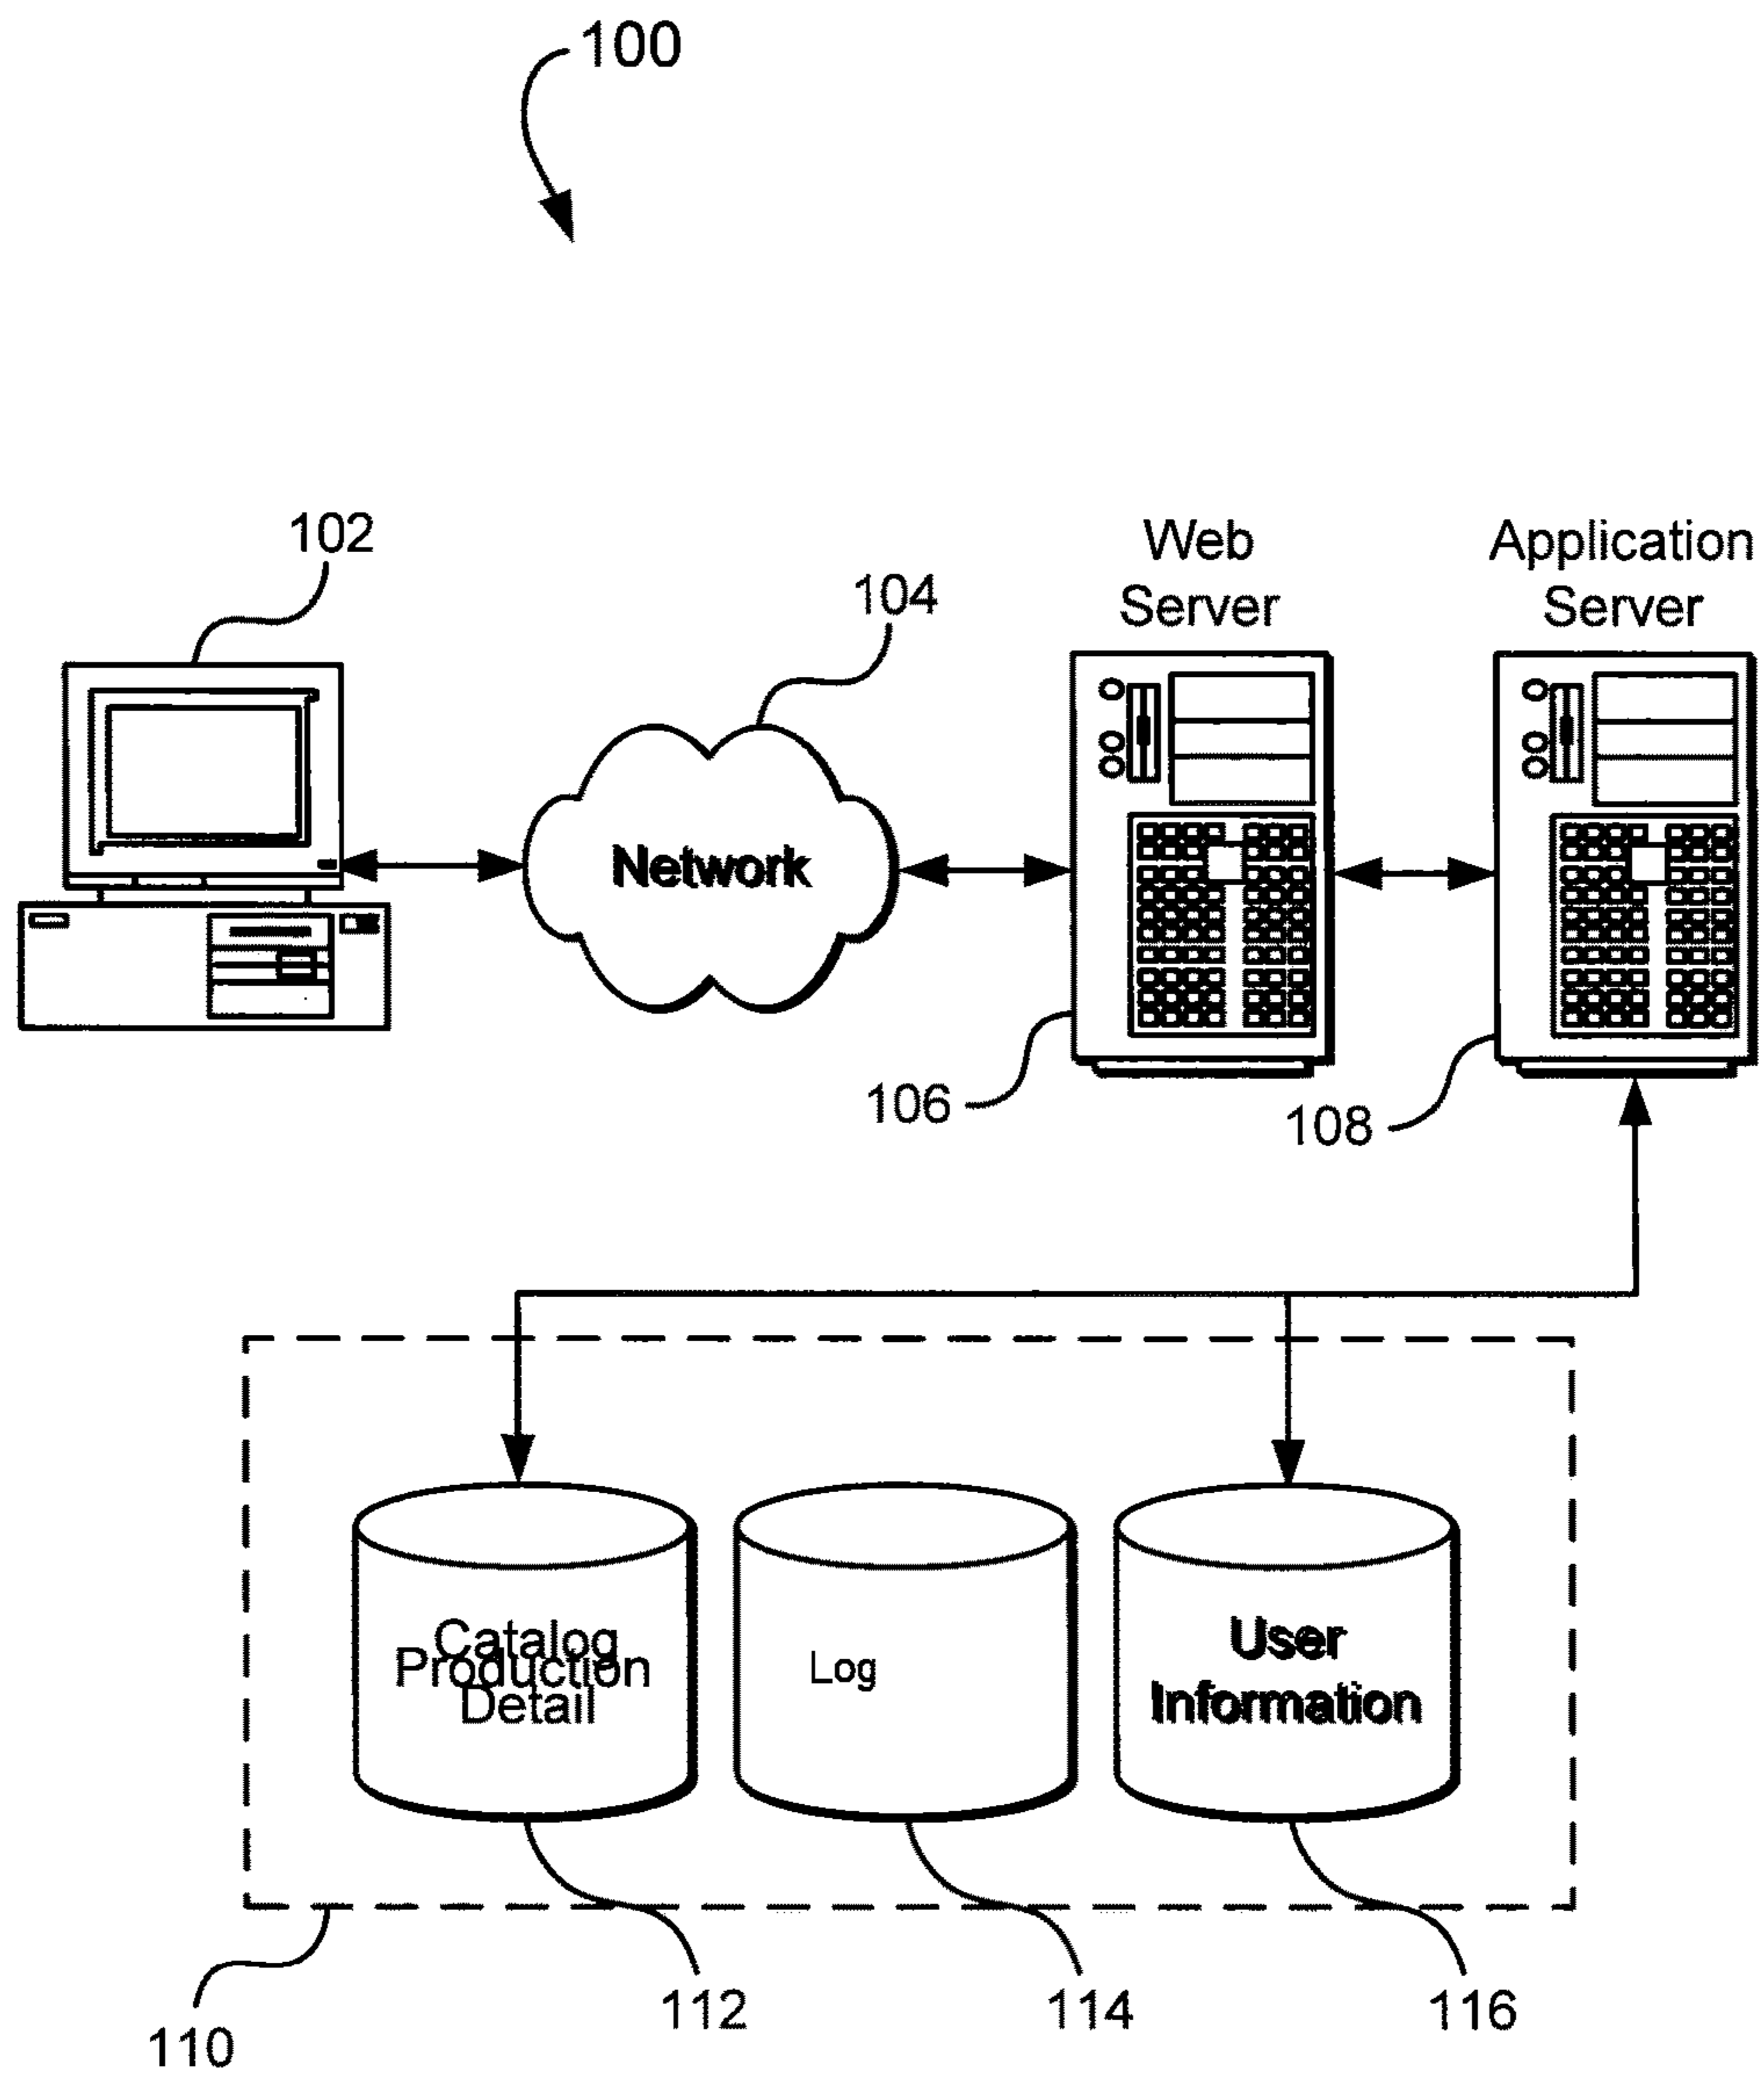 100
102
104
Web
Server
Application
Server
Network
106
108
Catalog
Production
Detail
Log
User
Information
110
112
114
116